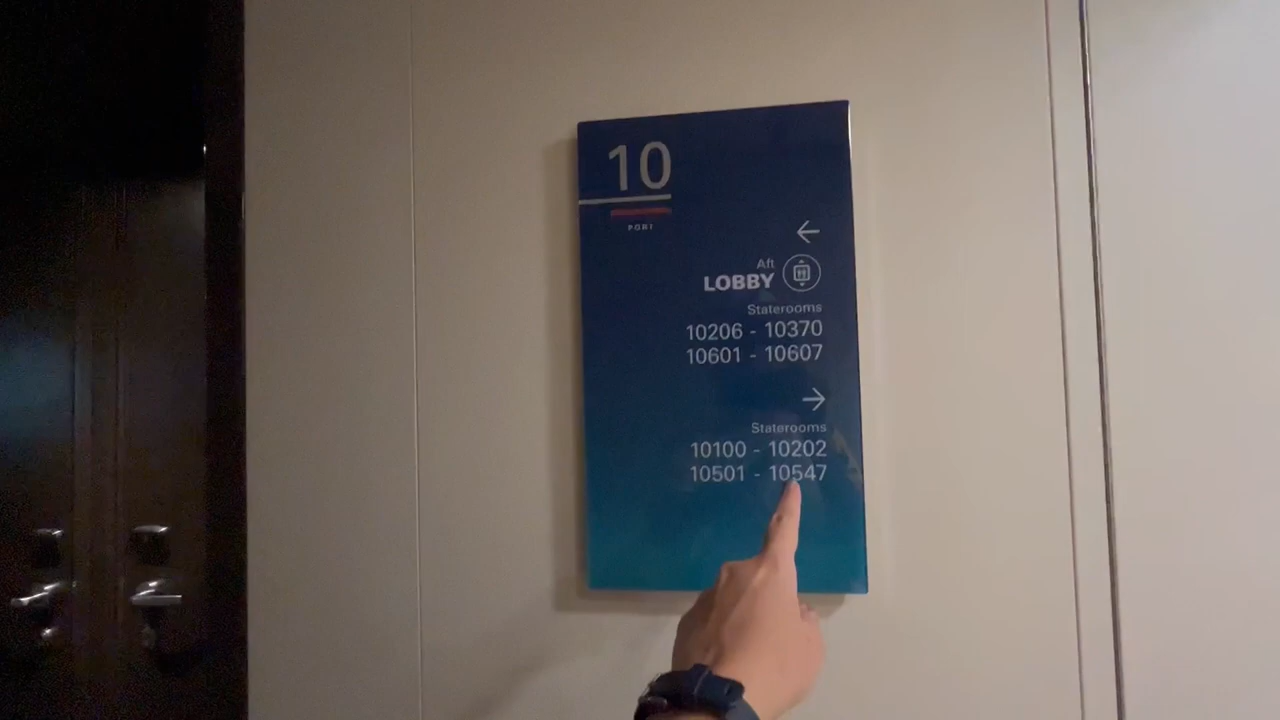 10
PORT
←
Aft
LOBBY
Staterooms
10206 - 10370
10601 - 10607
→
Staterooms
10100 - 10202
10501 - 10547